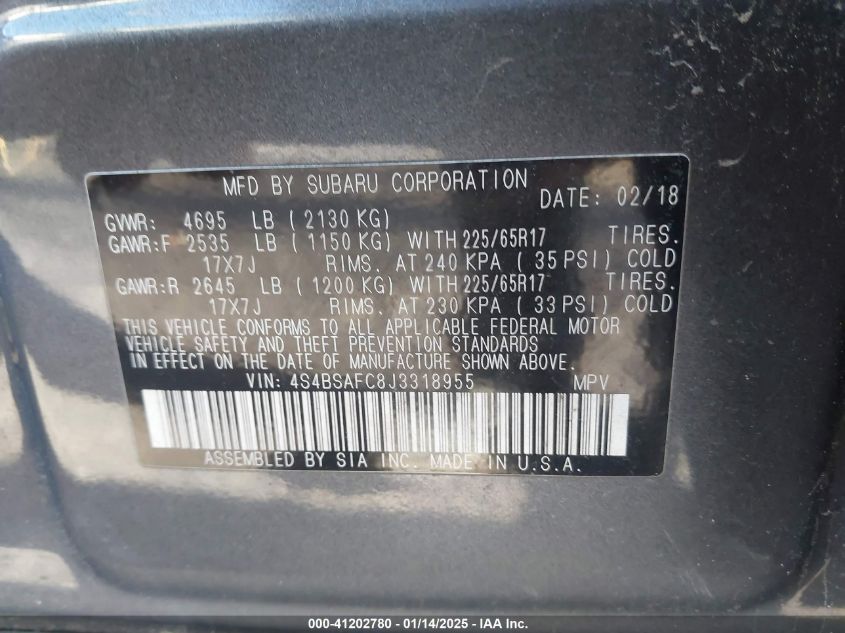 MFD BY SUBARU CORPORATION
DATE: 02/18
GVWR: 4695 LB ( 2130 KG)
GAWR:F 2535 LB ( 1150 KG) WITH 225/65R17 TIRES.
17X7J RIMS. AT 240 KPA ( 35 PSI) COLD
GAWR:R 2645 LB ( 1200 KG) WITH 225/65R17 TIRES.
17X7J RIMS. AT 230 KPA ( 33 PSI) COLD
THIS VEHICLE CONFORMS TO ALL APPLICABLE FEDERAL MOTOR
VEHICLE SAFETY AND THEFT PREVENTION STANDARDS
IN EFFECT ON THE DATE OF MANUFACTURE SHOWN ABOVE.
VIN: 4S4BSAFC8J3318955 MPV
ASSEMBLED BY SIA INC. MADE IN U.S.A.
000-41202780 - 01/14/2025 - IAA Inc.